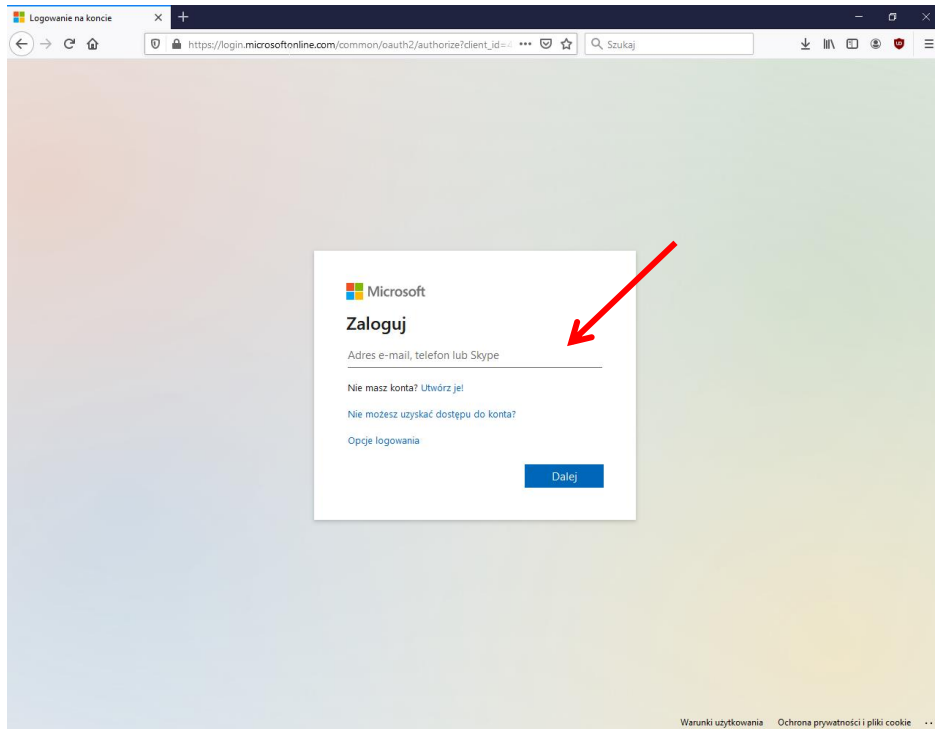 Logowanie na koncie
https://login.microsoftonline.com/common/oauth2/authorize?client_id=
Szukaj
Microsoft
Zaloguj
Adres e-mail, telefon lub Skype
Nie masz konta? Utwórz je!
Nie możesz uzyskać dostępu do konta?
Opcje logowania
Dalej
Warunki użytkowania Ochrona prywatności i pliki cookie